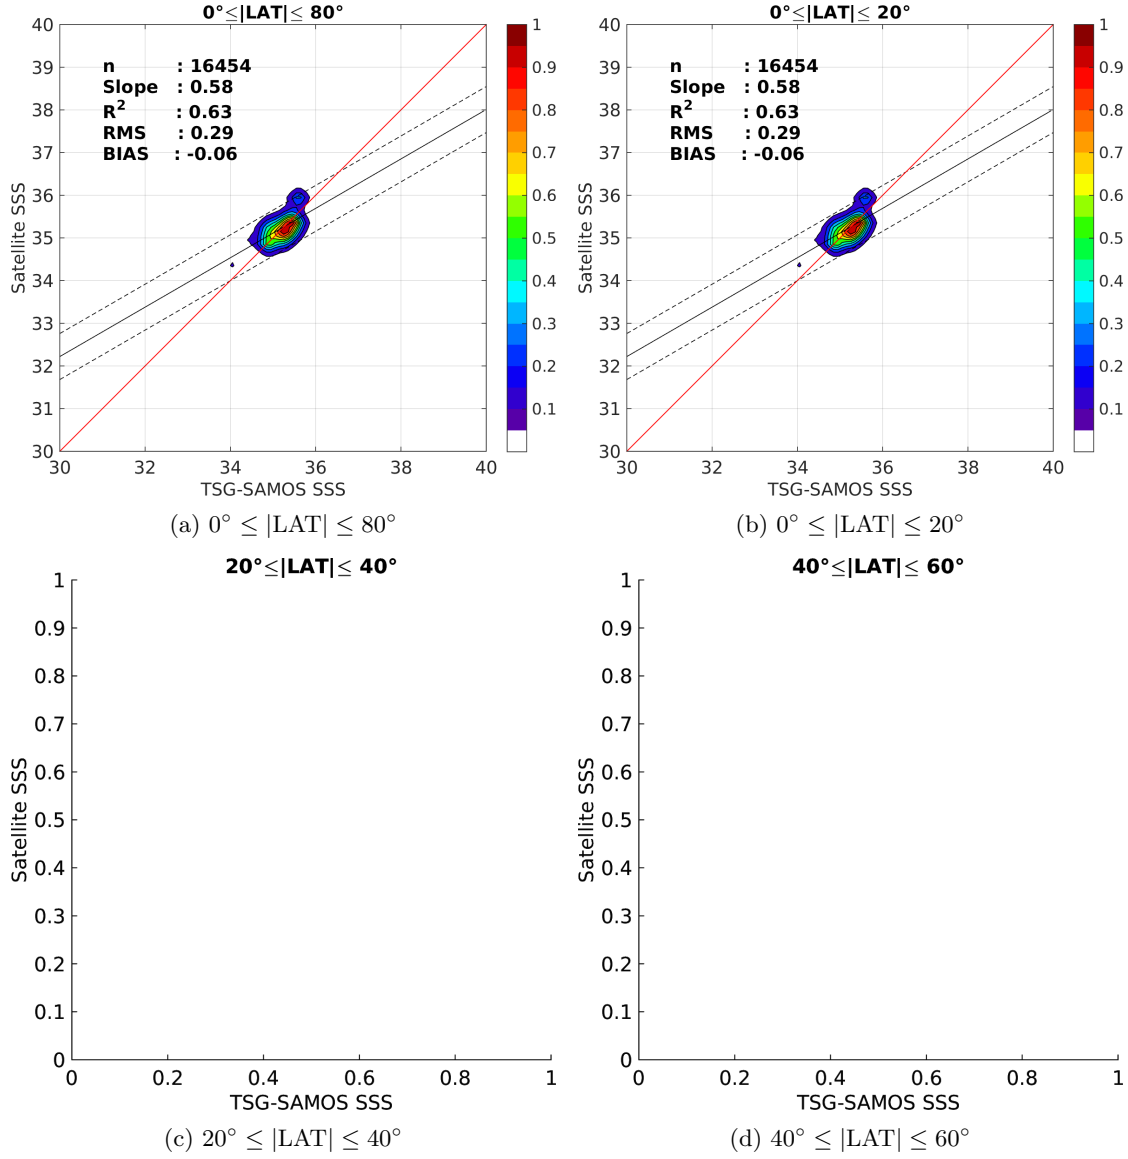 0°≤|LAT|≤ 80°
40
39
38
37
36
35
34
33
32
31
30
n : 16454
Slope : 0.58
R² : 0.63
RMS : 0.29
BIAS : -0.06
Satellite SSS
30 32 34 36 38 40
TSG-SAMOS SSS
1
0.9
0.8
0.7
0.6
0.5
0.4
0.3
0.2
0.1
(a) 0° ≤ |LAT| ≤ 80°
0°≤|LAT|≤ 20°
40
39
38
37
36
35
34
33
32
31
30
n : 16454
Slope : 0.58
R² : 0.63
RMS : 0.29
BIAS : -0.06
Satellite SSS
30 32 34 36 38 40
TSG-SAMOS SSS
1
0.9
0.8
0.7
0.6
0.5
0.4
0.3
0.2
0.1
(b) 0° ≤ |LAT| ≤ 20°
20°≤|LAT|≤ 40°
1
0.9
0.8
0.7
0.6
0.5
0.4
0.3
0.2
0.1
0
Satellite SSS
0 0.2 0.4 0.6 0.8 1
TSG-SAMOS SSS
(c) 20° ≤ |LAT| ≤ 40°
40°≤|LAT|≤ 60°
1
0.9
0.8
0.7
0.6
0.5
0.4
0.3
0.2
0.1
0
Satellite SSS
0 0.2 0.4 0.6 0.8 1
TSG-SAMOS SSS
(d) 40° ≤ |LAT| ≤ 60°